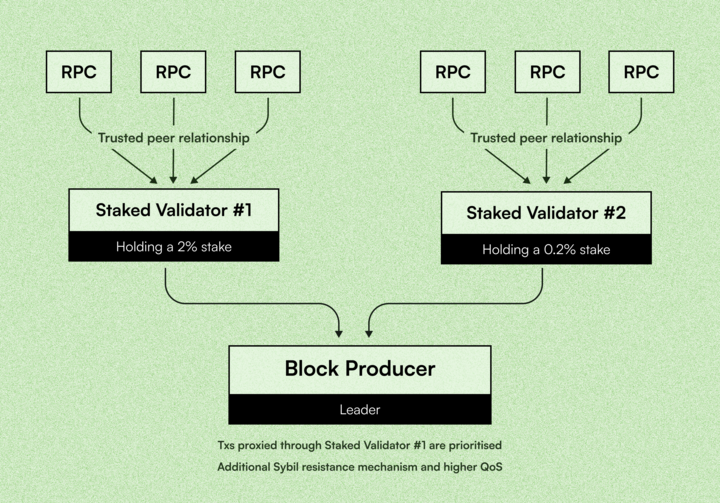 RPC
RPC
RPC
RPC
RPC
RPC
Trusted peer relationship
Trusted peer relationship
Staked Validator #1
Holding a 2% stake
Staked Validator #2
Holding a 0.2% stake
Block Producer
Leader
Txs proxied through Staked Validator #1 are prioritised
Additional Sybil resistance mechanism and higher QoS